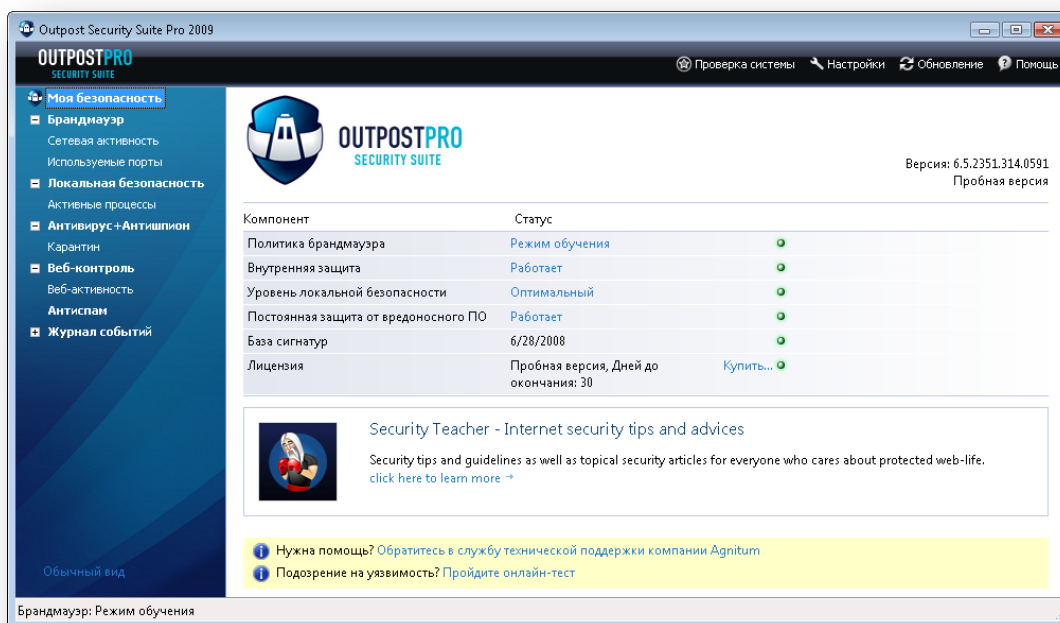 Outpost Security Suite Pro 2009
OUTPOSTPRO
SECURITY SUITE
Проверка системы Настройки Обновление Помощь
Моя безопасность
Брандмауэр
Сетевая активность
Используемые порты
Локальная безопасность
Активные процессы
Антивирус+Антишпион
Карантин
Веб-контроль
Веб-активность
Антиспам
Журнал событий
Обычный вид
OUTPOSTPRO
SECURITY SUITE
Версия: 6.5.2351.314.0591
Пробная версия
Компонент Статус
Политика брандмауэра Режим обучения
Внутренняя защита Работает
Уровень локальной безопасности Оптимальный
Постоянная защита от вредоносного ПО Работает
База сигнатур 6/28/2008
Лицензия Пробная версия, Дней до Купить...
окончания: 30
Security Teacher - Internet security tips and advices
Security tips and guidelines as well as topical security articles for everyone who cares about protected web-life.
click here to learn more →
Нужна помощь? Обратитесь в службу технической поддержки компании Agnitum
Подозрение на уязвимость? Пройдите онлайн-тест
Брандмауэр: Режим обучения